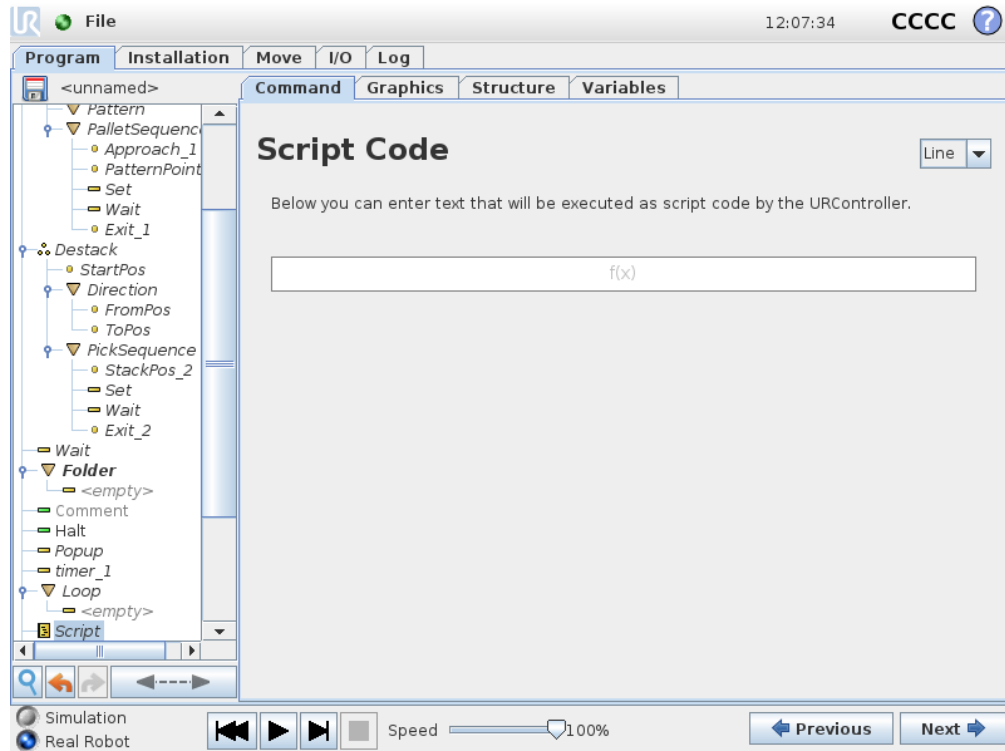 UR File 12:07:34 CCCC ?
Program Installation Move I/O Log
<unnamed> Command Graphics Structure Variables
Pattern
PalletSequence
Approach_1
PatternPoint
Set
Wait
Exit_1
Destack
StartPos
Direction
FromPos
ToPos
PickSequence
StackPos_2
Set
Wait
Exit_2
Wait
Folder
<empty>
Comment
Halt
Popup
timer_1
Loop
<empty>
Script
Script Code
Line
Below you can enter text that will be executed as script code by the URController.
f(x)
Simulation
Real Robot
Speed 100%
Previous Next